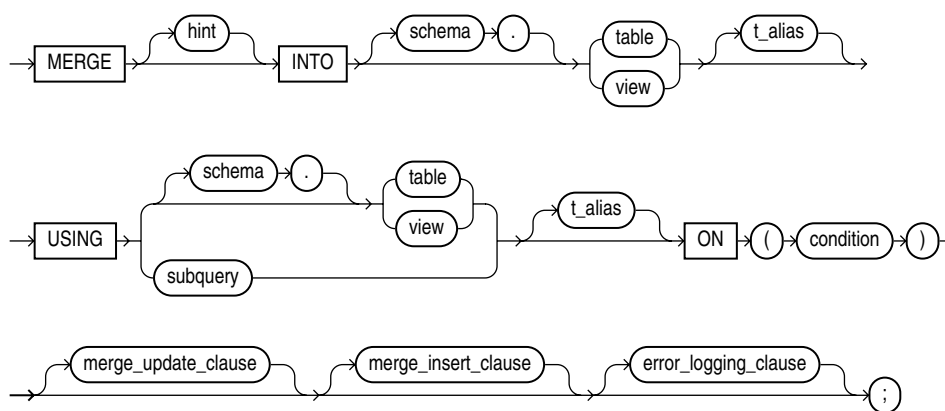 hint schema . table t_alias
MERGE INTO view
schema . table
USING view t_alias ON ( condition )
subquery
merge_update_clause merge_insert_clause error_logging_clause
;